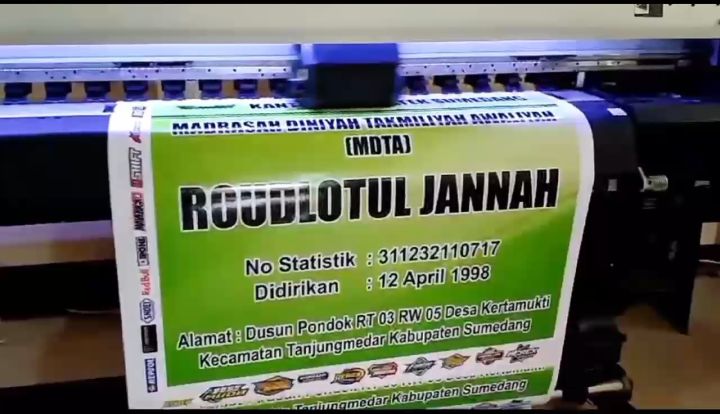 MADRASAH DINIYAH TAKMILIYAH AWALIYAH
(MDTA)
ROUDLOTUL JANNAH
No Statistik : 311232110717
Didirikan : 12 April 1998
Alamat : Dusun Pondok RT 03 RW 05 Desa Kertamukti
Kecamatan Tanjungmedar Kabupaten Sumedang
Tanjungmedar Kabupaten Sumedang
RedBull